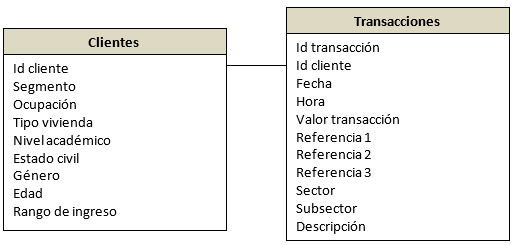 Clientes
Id cliente
Segmento
Ocupación
Tipo vivienda
Nivel académico
Estado civil
Género
Edad
Rango de ingreso
Transacciones
Id transacción
Id cliente
Fecha
Hora
Valor transacción
Referencia 1
Referencia 2
Referencia 3
Sector
Subsector
Descripción